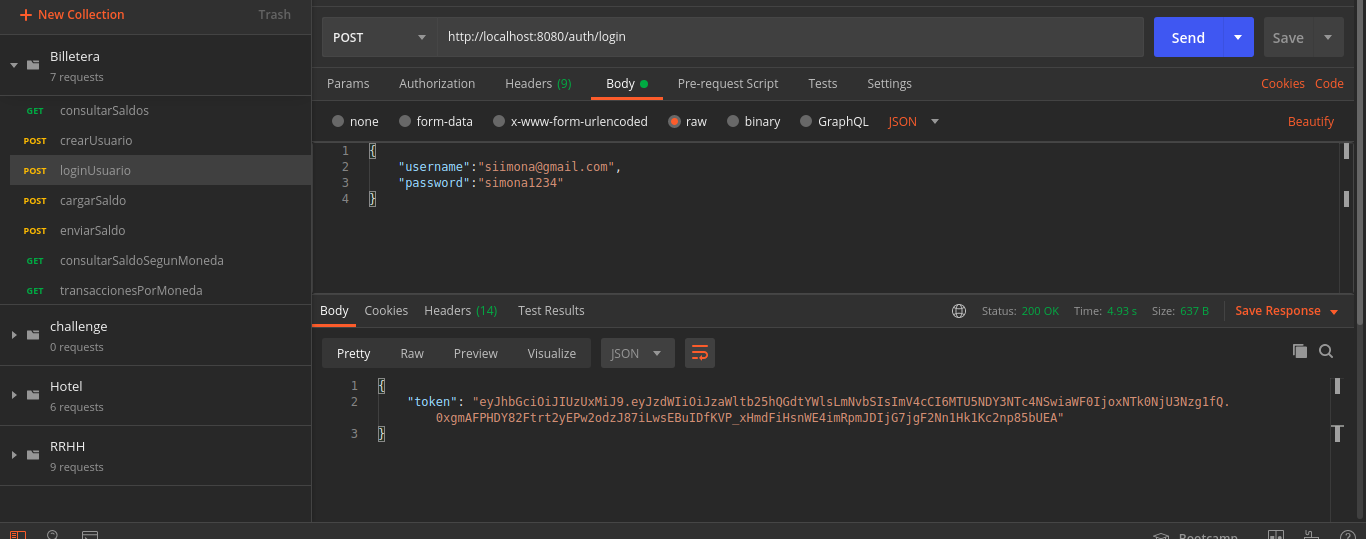 New Collection
Trash
Billetera
7 requests
GET consultarSaldos
POST crearUsuario
POST loginUsuario
POST cargarSaldo
POST enviarSaldo
GET consultarSaldoSegunMoneda
GET transaccionesPorMoneda
challenge
0 requests
Hotel
6 requests
RRHH
9 requests
POST
http://localhost:8080/auth/login
Send
Save
Params Authorization Headers (9) Body Pre-request Script Tests Settings Cookies Code
none form-data x-www-form-urlencoded raw binary GraphQL JSON Beautify
1 {
2 "username":"siimona@gmail.com",
3 "password":"simona1234"
4 }
Body Cookies Headers (14) Test Results Status: 200 OK Time: 4.93 s Size: 637 B Save Response
Pretty Raw Preview Visualize JSON
1 {
2 "token": "eyJhbGciOiJIUzUxMiJ9.eyJzdWIiOiJzaWltb25hQGdtYWlsLmNvbSIsImV4cCI6MTU5NDY3NTc4NSwiaWF0IjoxNTk0NjU3Nzg1fQ.
0xgmAFPHDY82Ftrt2yEPw2odzJ87iLwsEBuIDfKVP_xHmdFiHsnWE4imRpmJDIjG7jgF2Nn1Hk1Kc2np85bUEA"
3 }
Bootcamp